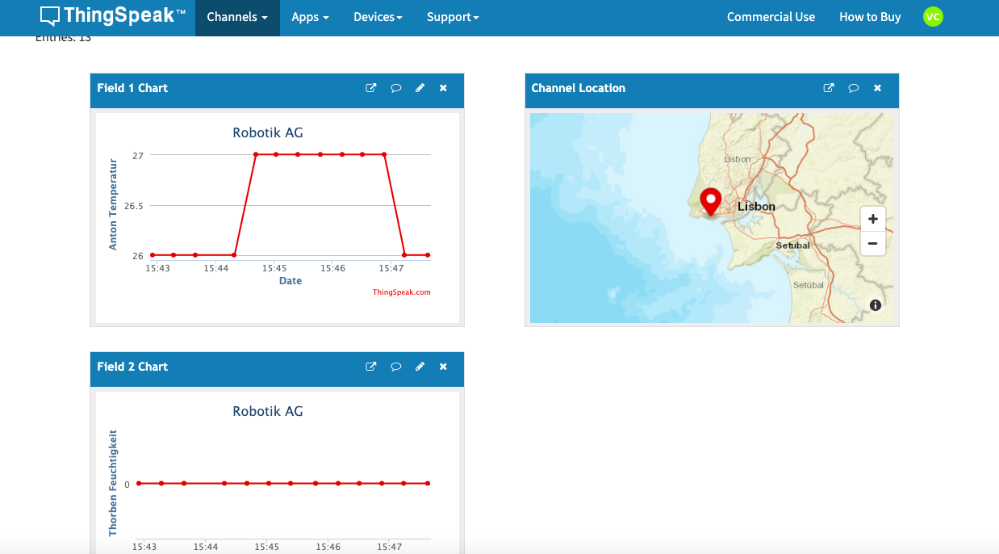 ThingSpeak™ Channels Apps Devices Support Commercial Use How to Buy VC
Entries: 13
Field 1 Chart
Robotik AG
Anton Temperatur
27
26.5
26
15:43 15:44 15:45 15:46 15:47
Date
ThingSpeak.com
Channel Location
Lisbon
Lisbon
Setubal
Setúbal
Field 2 Chart
Robotik AG
Thorben Feuchtigkeit
0
15:43 15:44 15:45 15:46 15:47